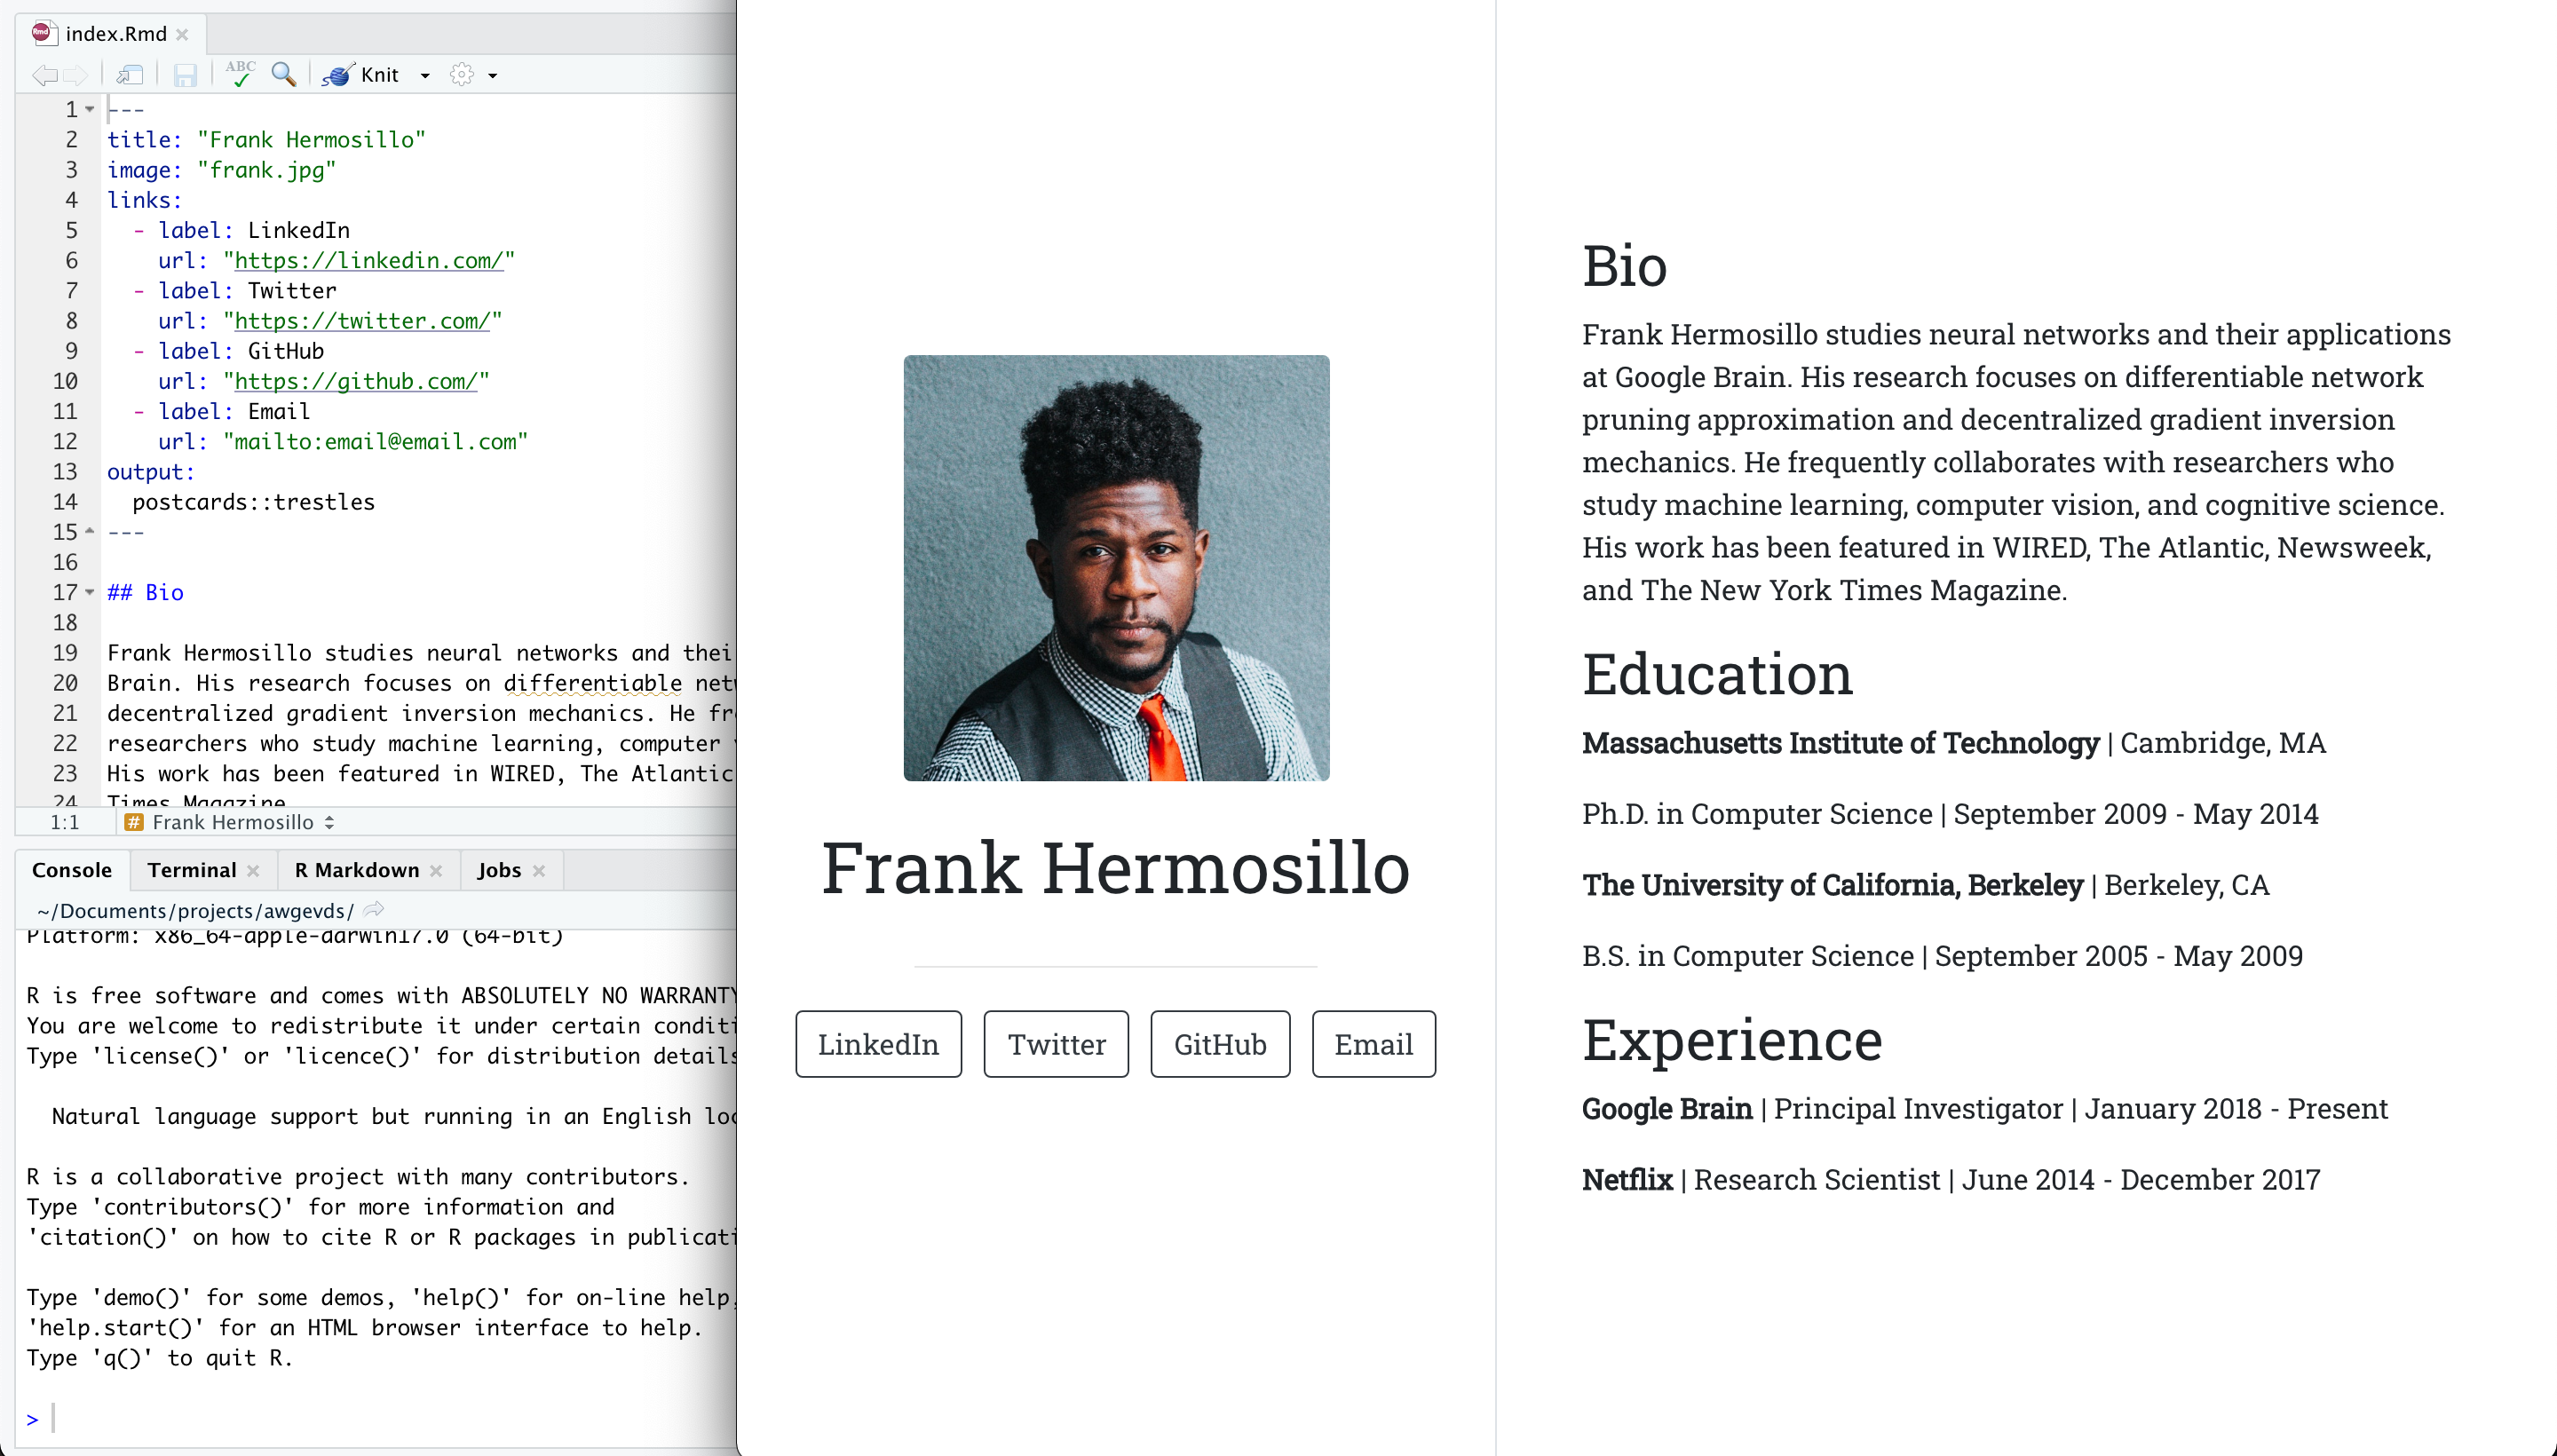 index.Rmd
ABC
Knit
1
---
2
title: "Frank Hermosillo"
3
image: "frank.jpg"
4
links:
5
- label: LinkedIn
6
url: "https://linkedin.com/"
7
- label: Twitter
8
url: "https://twitter.com/"
9
- label: GitHub
10
url: "https://github.com/"
11
- label: Email
12
url: "mailto:email@email.com"
13
output:
14
postcards::trestles
15
---
16
17
## Bio
18
19
Frank Hermosillo studies neural networks and thei
20
Brain. His research focuses on differentiable net
21
decentralized gradient inversion mechanics. He fr
22
researchers who study machine learning, computer
23
His work has been featured in WIRED, The Atlantic
24
Times Magazine
1:1
# Frank Hermosillo
Console
Terminal
R Markdown
Jobs
~/Documents/projects/awgevds/
Platform: x86_64-apple-darwin17.0 (64-bit)
R is free software and comes with ABSOLUTELY NO WARRANTY
You are welcome to redistribute it under certain conditi
Type 'license()' or 'licence()' for distribution details
Natural language support but running in an English loc
R is a collaborative project with many contributors.
Type 'contributors()' for more information and
'citation()' on how to cite R or R packages in publicati
Type 'demo()' for some demos, 'help()' for on-line help,
'help.start()' for an HTML browser interface to help.
Type 'q()' to quit R.
>
Frank Hermosillo
LinkedIn
Twitter
GitHub
Email
Bio
Frank Hermosillo studies neural networks and their applications
at Google Brain. His research focuses on differentiable network
pruning approximation and decentralized gradient inversion
mechanics. He frequently collaborates with researchers who
study machine learning, computer vision, and cognitive science.
His work has been featured in WIRED, The Atlantic, Newsweek,
and The New York Times Magazine.
Education
Massachusetts Institute of Technology | Cambridge, MA
Ph.D. in Computer Science | September 2009 - May 2014
The University of California, Berkeley | Berkeley, CA
B.S. in Computer Science | September 2005 - May 2009
Experience
Google Brain | Principal Investigator | January 2018 - Present
Netflix | Research Scientist | June 2014 - December 2017